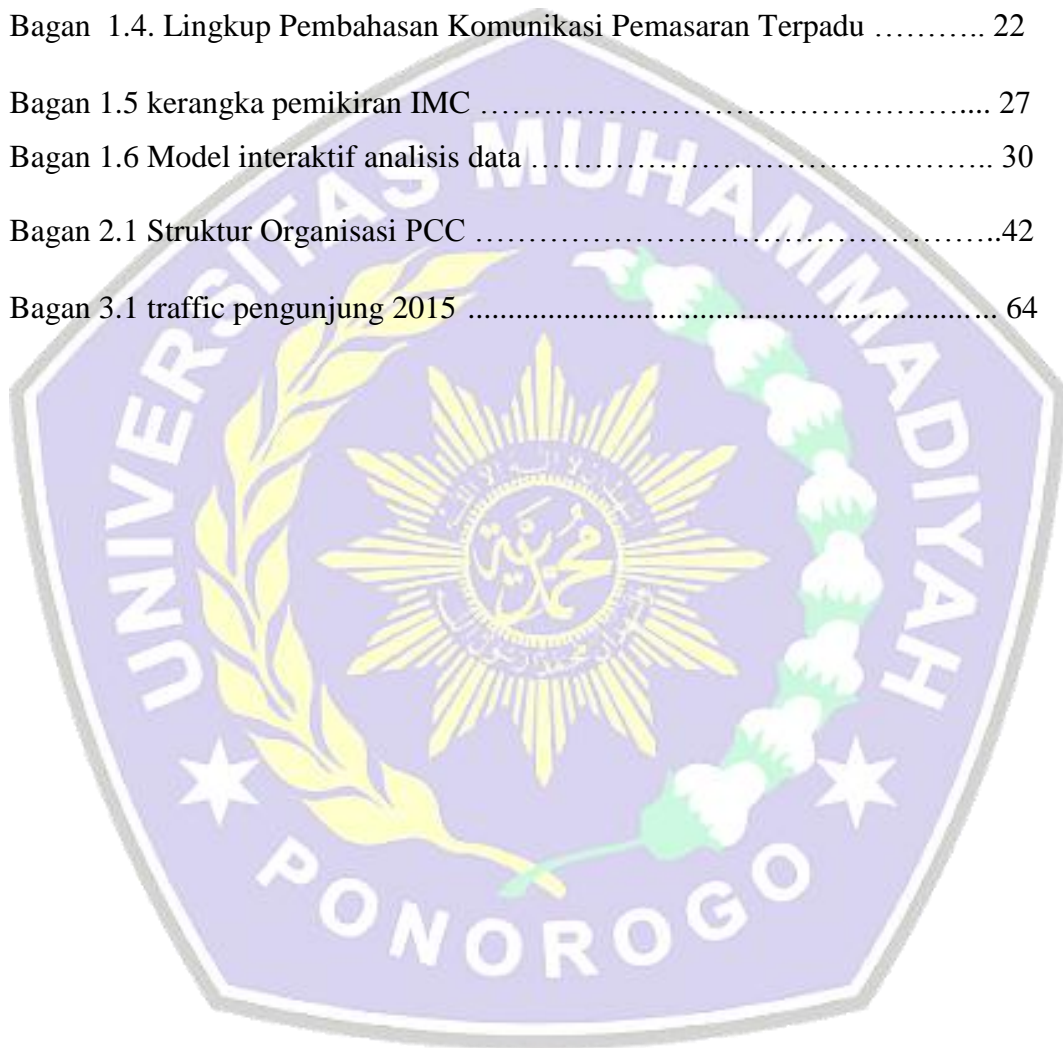 Bagan  1.4. Lingkup Pembahasan Komunikasi Pemasaran Terpadu ……….. 22
Bagan 1.5 kerangka pemikiran IMC ………………………………………….... 27
Bagan 1.6 Model interaktif analisis data …………………………………….. 30
Bagan 2.1 Struktur Organisasi PCC …………………………………………..42
Bagan 3.1 traffic pengunjung 2015 ................................................................ 64
UNIVERSITAS MUHAMMADIYAH
PONOROGO